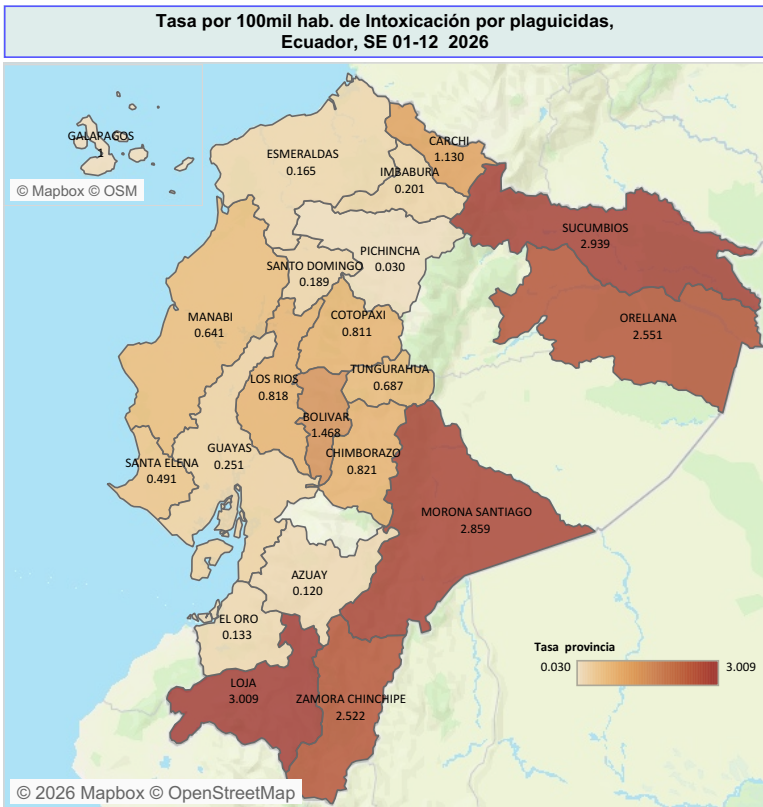 Tasa por 100mil hab. de Intoxicación por plaguicidas,
Ecuador, SE 01-12  2026
GALAPAGOS
1
© Mapbox © OSM
ESMERALDAS
0.165
CARCHI
1.130
IMBABURA
0.201
SUCUMBIOS
2.939
PICHINCHA
0.030
SANTO DOMINGO
0.189
ORELLANA
2.551
MANABI
0.641
COTOPAXI
0.811
TUNGURAHUA
0.687
LOS RIOS
0.818
BOLIVAR
1.468
CHIMBORAZO
0.821
GUAYAS
0.251
SANTA ELENA
0.491
MORONA SANTIAGO
2.859
AZUAY
0.120
EL ORO
0.133
LOJA
3.009
ZAMORA CHINCHIPE
2.522
Tasa provincia
0.030
3.009
© 2026 Mapbox © OpenStreetMap